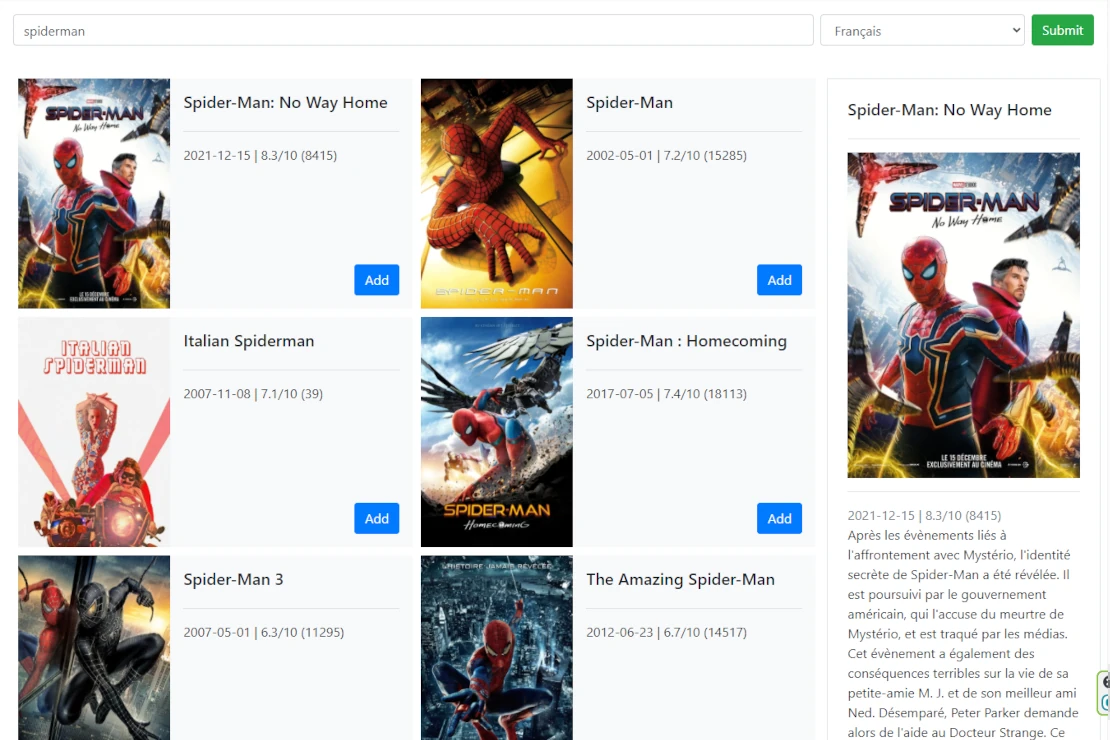 spiderman
Français
Submit
SPIDER-MAN
No Way Home
LE 15 DÉCEMBRE
EXCLUSIVEMENT AU CINÉMA
Spider-Man: No Way Home
2021-12-15 | 8.3/10 (8415)
Add
SPIDER-MAN
Spider-Man
2002-05-01 | 7.2/10 (15285)
Add
ITALIAN
SPIDERMAN
Italian Spiderman
2007-11-08 | 7.1/10 (39)
Add
SPIDER-MAN
HOMECOMING
Spider-Man : Homecoming
2017-07-05 | 7.4/10 (18113)
Add
Spider-Man 3
2007-05-01 | 6.3/10 (11295)
L'HISTOIRE JAMAIS RÉVÉLÉE
The Amazing Spider-Man
2012-06-23 | 6.7/10 (14517)
Spider-Man: No Way Home
SPIDER-MAN
No Way Home
LE 15 DÉCEMBRE
EXCLUSIVEMENT AU CINÉMA
2021-12-15 | 8.3/10 (8415)
Après les évènements liés à
l'affrontement avec Mystério, l'identité
secrète de Spider-Man a été révélée. Il
est poursuivi par le gouvernement
américain, qui l'accuse du meurtre de
Mystério, et est traqué par les médias.
Cet évènement a également des
conséquences terribles sur la vie de sa
petite-amie M. J. et de son meilleur ami
Ned. Désemparé, Peter Parker demande
alors de l'aide au Docteur Strange. Ce